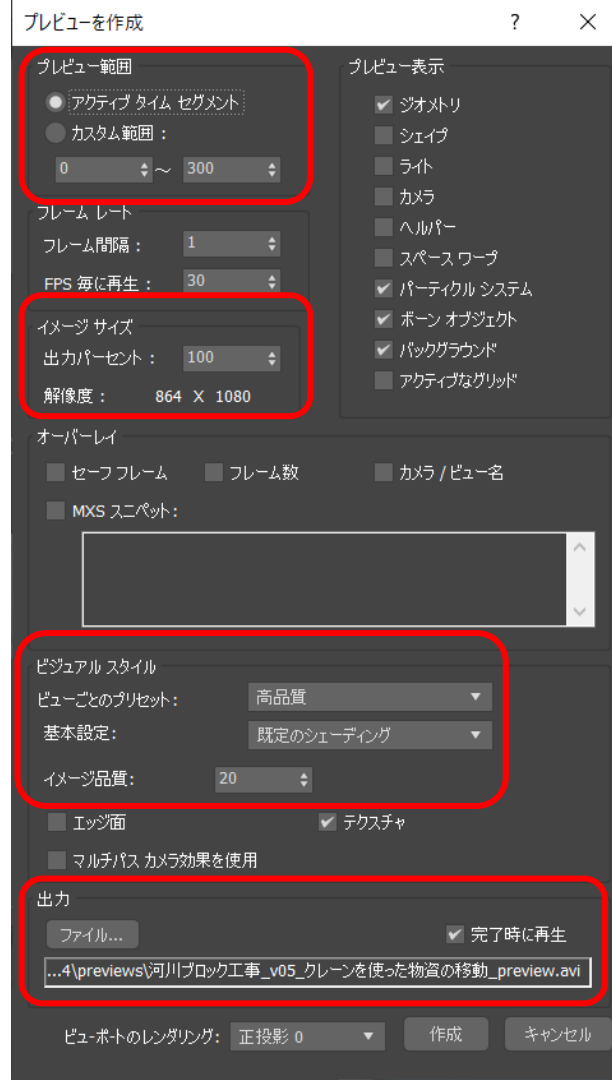 プレビューを作成 ? ×
プレビュー範囲
アクティブ タイム セグメント
カスタム範囲：
0 ～ 300
フレーム レート
フレーム間隔： 1
FPS 毎に再生： 30
イメージ サイズ
出力パーセント： 100
解像度： 864 X 1080
プレビュー表示
ジオメトリ
シェイプ
ライト
カメラ
ヘルパー
スペース ワープ
パーティクル システム
ボーン オブジェクト
バックグラウンド
アクティブなグリッド
オーバーレイ
セーフ フレーム フレーム数 カメラ / ビュー名
MXS スニペット：
ビジュアル スタイル
ビューごとのプリセット： 高品質
基本設定： 既定のシェーディング
イメージ品質： 20
エッジ面 テクスチャ
マルチパス カメラ効果を使用
出力
ファイル... 完了時に再生
...4\previews\河川ブロック工事_v05_クレーンを使った物資の移動_preview.avi
ビューポートのレンダリング： 正投影 0 作成 キャンセル